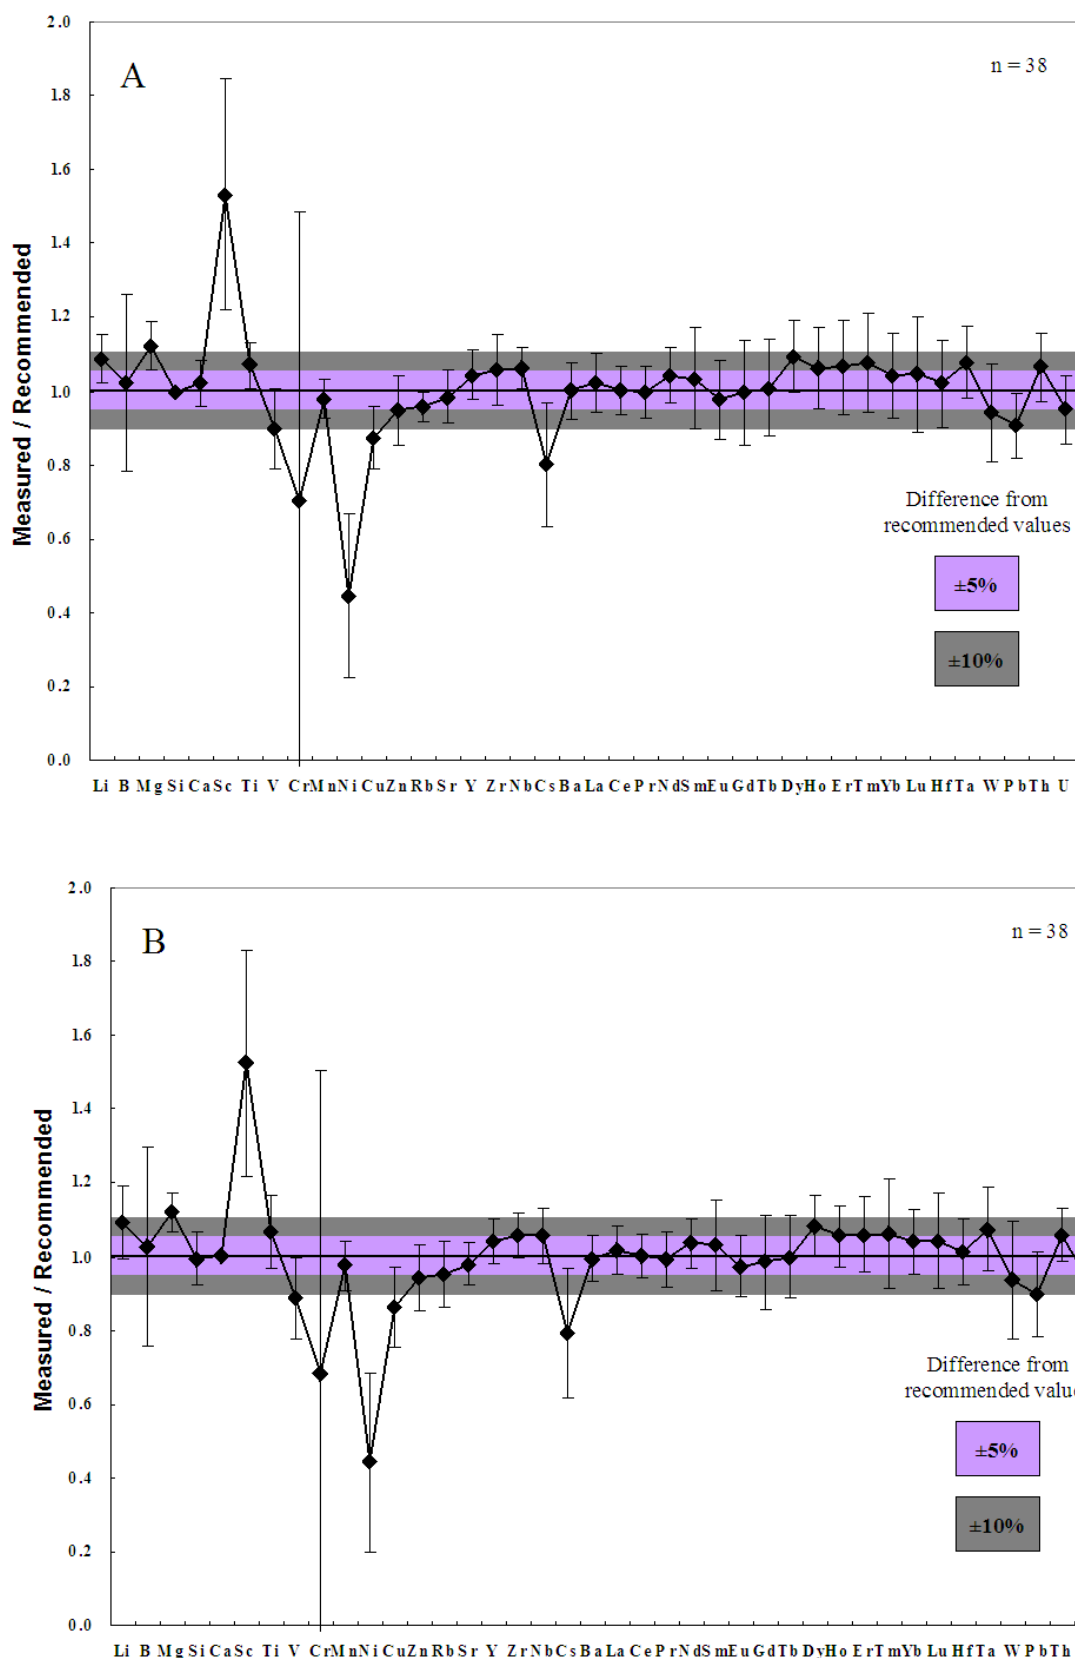 2.0
A
n = 38
1.8
1.6
1.4
1.2
1.0
0.8
0.6
0.4
0.2
0.0
Measured / Recommended
Difference from
recommended values
±5%
±10%
Li B Mg Si Ca Sc Ti V Cr Mn Ni Cu Zn Rb Sr Y Zr Nb Cs Ba La Ce Pr Nd Sm Eu Gd Tb Dy Ho Er Tm Yb Lu Hf Ta W Pb Th U
2.0
B
n = 38
1.8
1.6
1.4
1.2
1.0
0.8
0.6
0.4
0.2
0.0
Measured / Recommended
Difference from
recommended value
±5%
±10%
Li B Mg Si Ca Sc Ti V Cr Mn Ni Cu Zn Rb Sr Y Zr Nb Cs Ba La Ce Pr Nd Sm Eu Gd Tb Dy Ho Er Tm Yb Lu Hf Ta W Pb Th